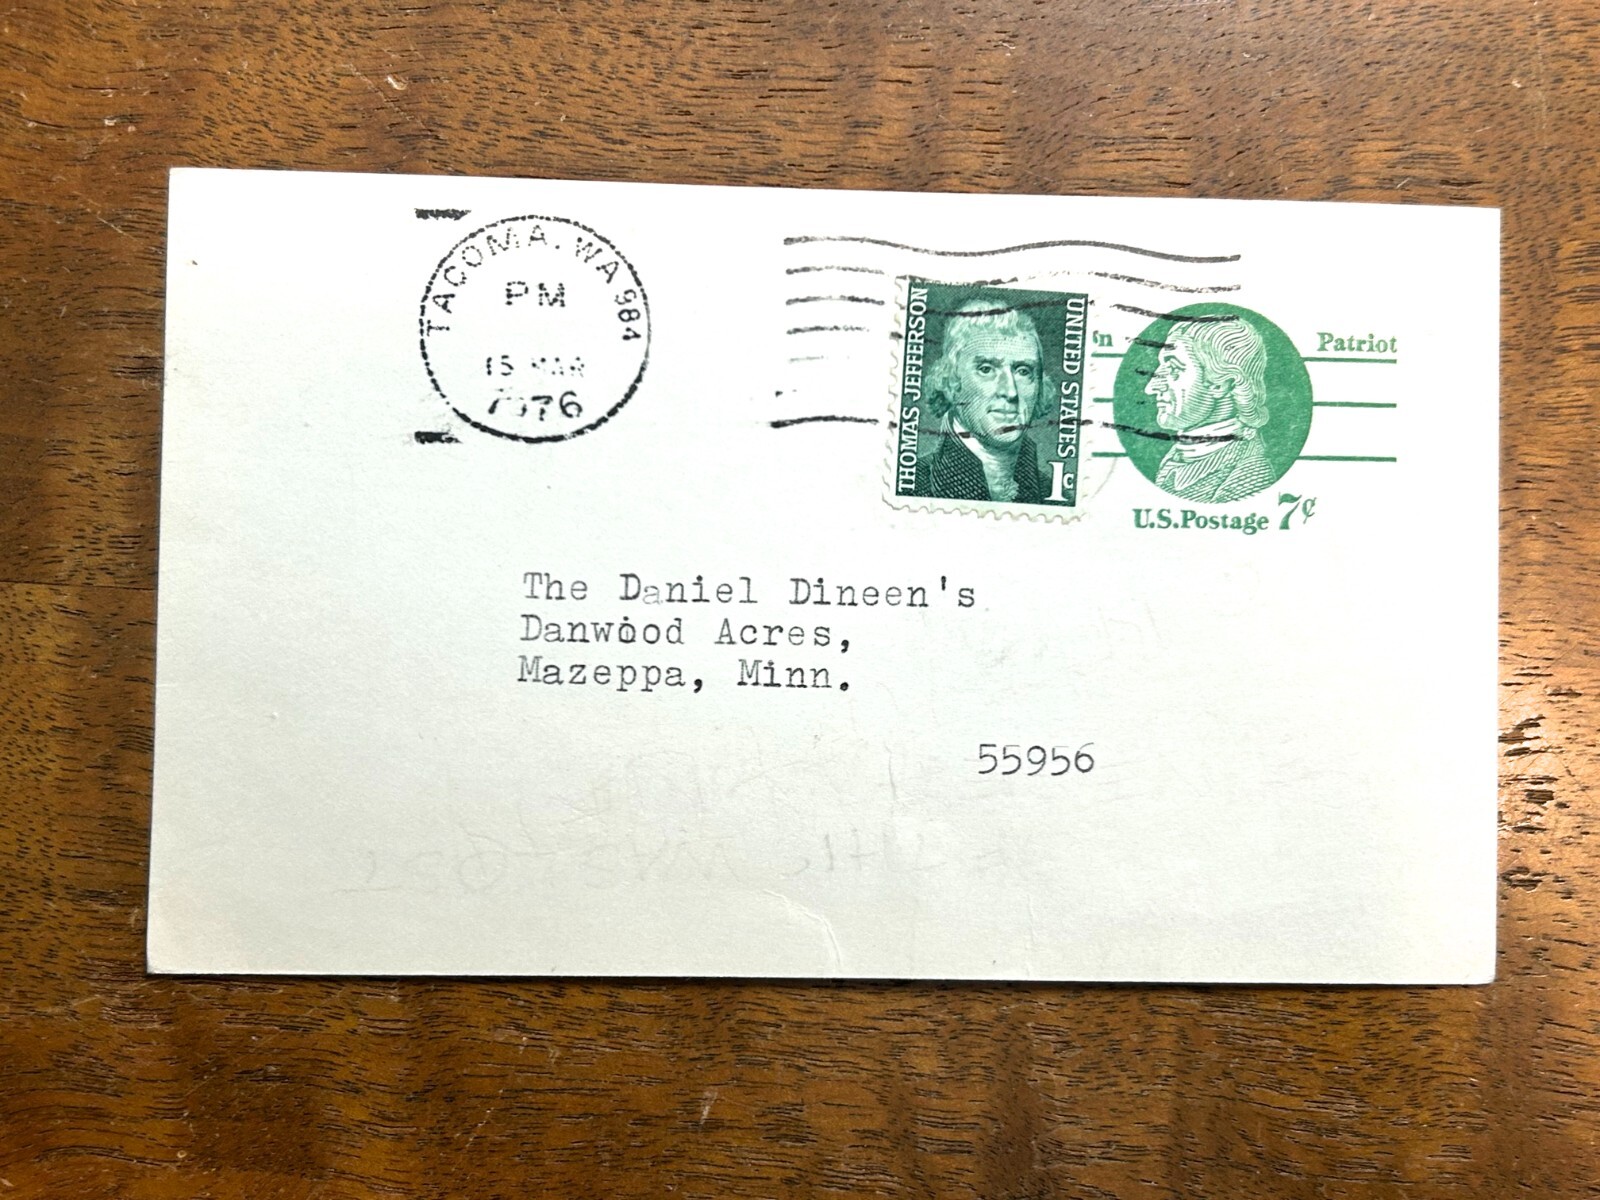 TACOMA, WA 984
PM
15 MAR
1976
THOMAS JEFFERSON
UNITED STATES
1c
Patriot
U.S.Postage 7¢
The Daniel Dineen's
Danwood Acres,
Mazeppa, Minn.
55956